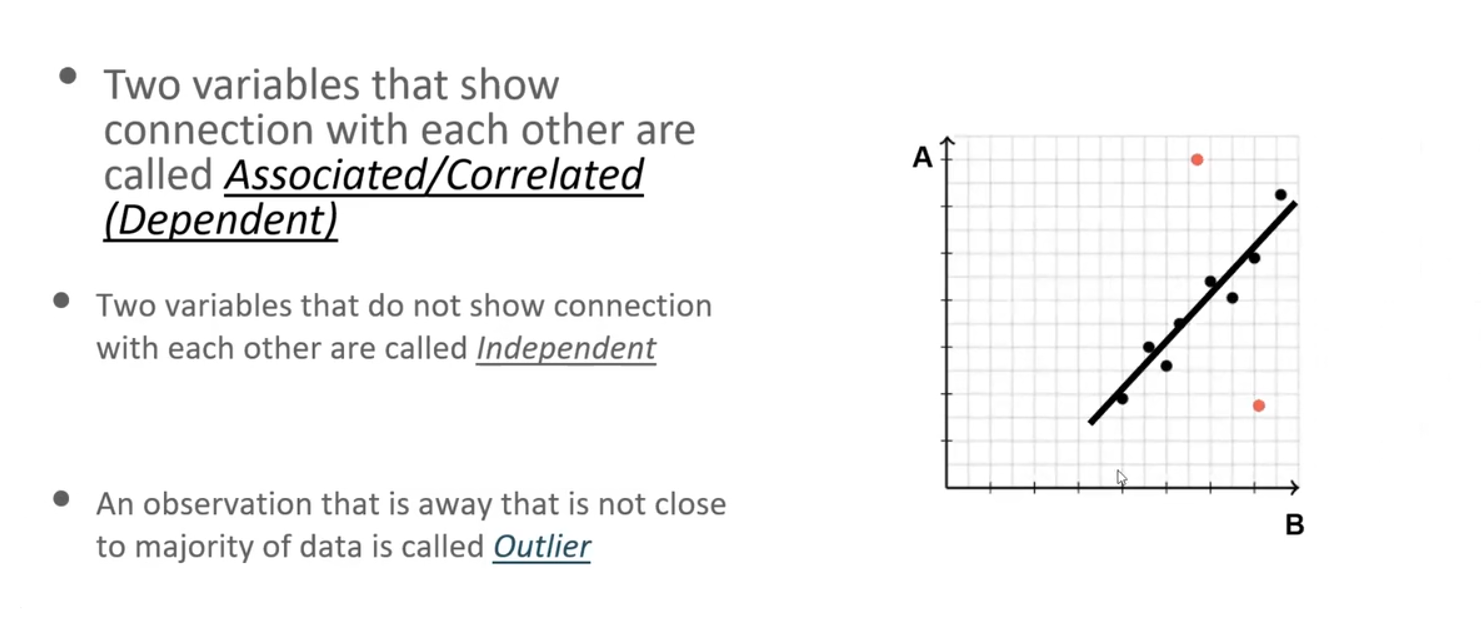 Two variables that show
connection with each other are
called Associated/Correlated
(Dependent)
Two variables that do not show connection
with each other are called Independent
An observation that is away that is not close
to majority of data is called Outlier
A
B